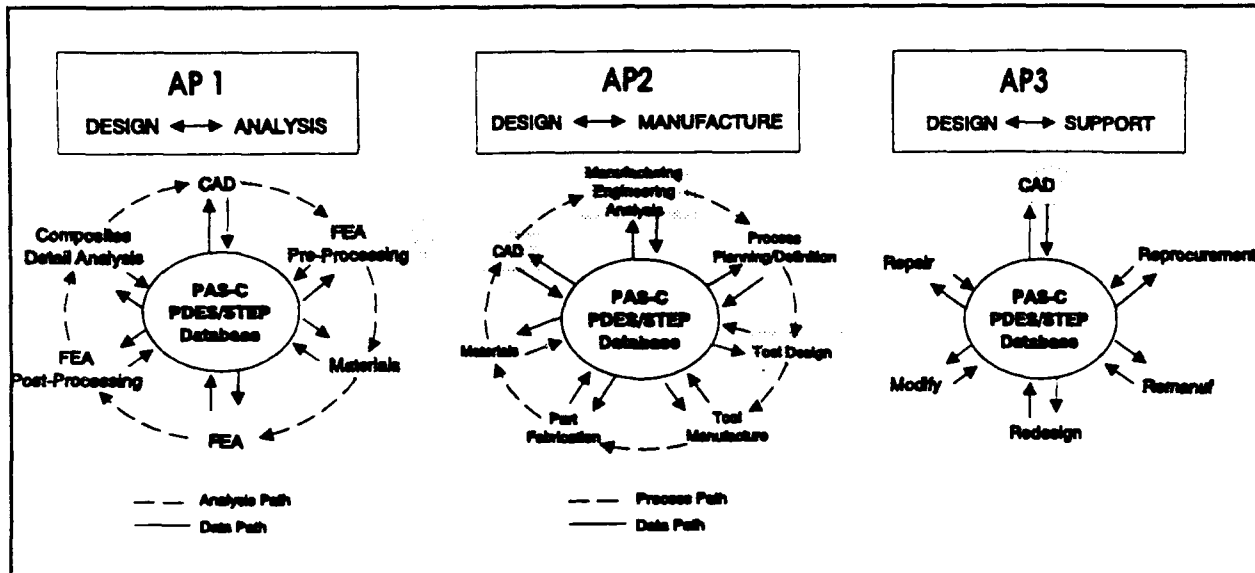 AP 1
DESIGN ↔ ANALYSIS
CAD
FEA
Pre-Processing
Materials
FEA
FEA
Post-Processing
Composites
Detail Analysis
PAS-C
PDES/STEP
Database
Analysis Path
Data Path
AP2
DESIGN ↔ MANUFACTURE
Manufacturing
Engineering
Analysis
Process
Planning/Definition
Tool Design
Tool
Manufacture
Part
Fabrication
Materials
CAD
PAS-C
PDES/STEP
Database
Process Path
Data Path
AP3
DESIGN ↔ SUPPORT
CAD
Reprocurement
Remanuf
Redesign
Modify
Repair
PAS-C
PDES/STEP
Database